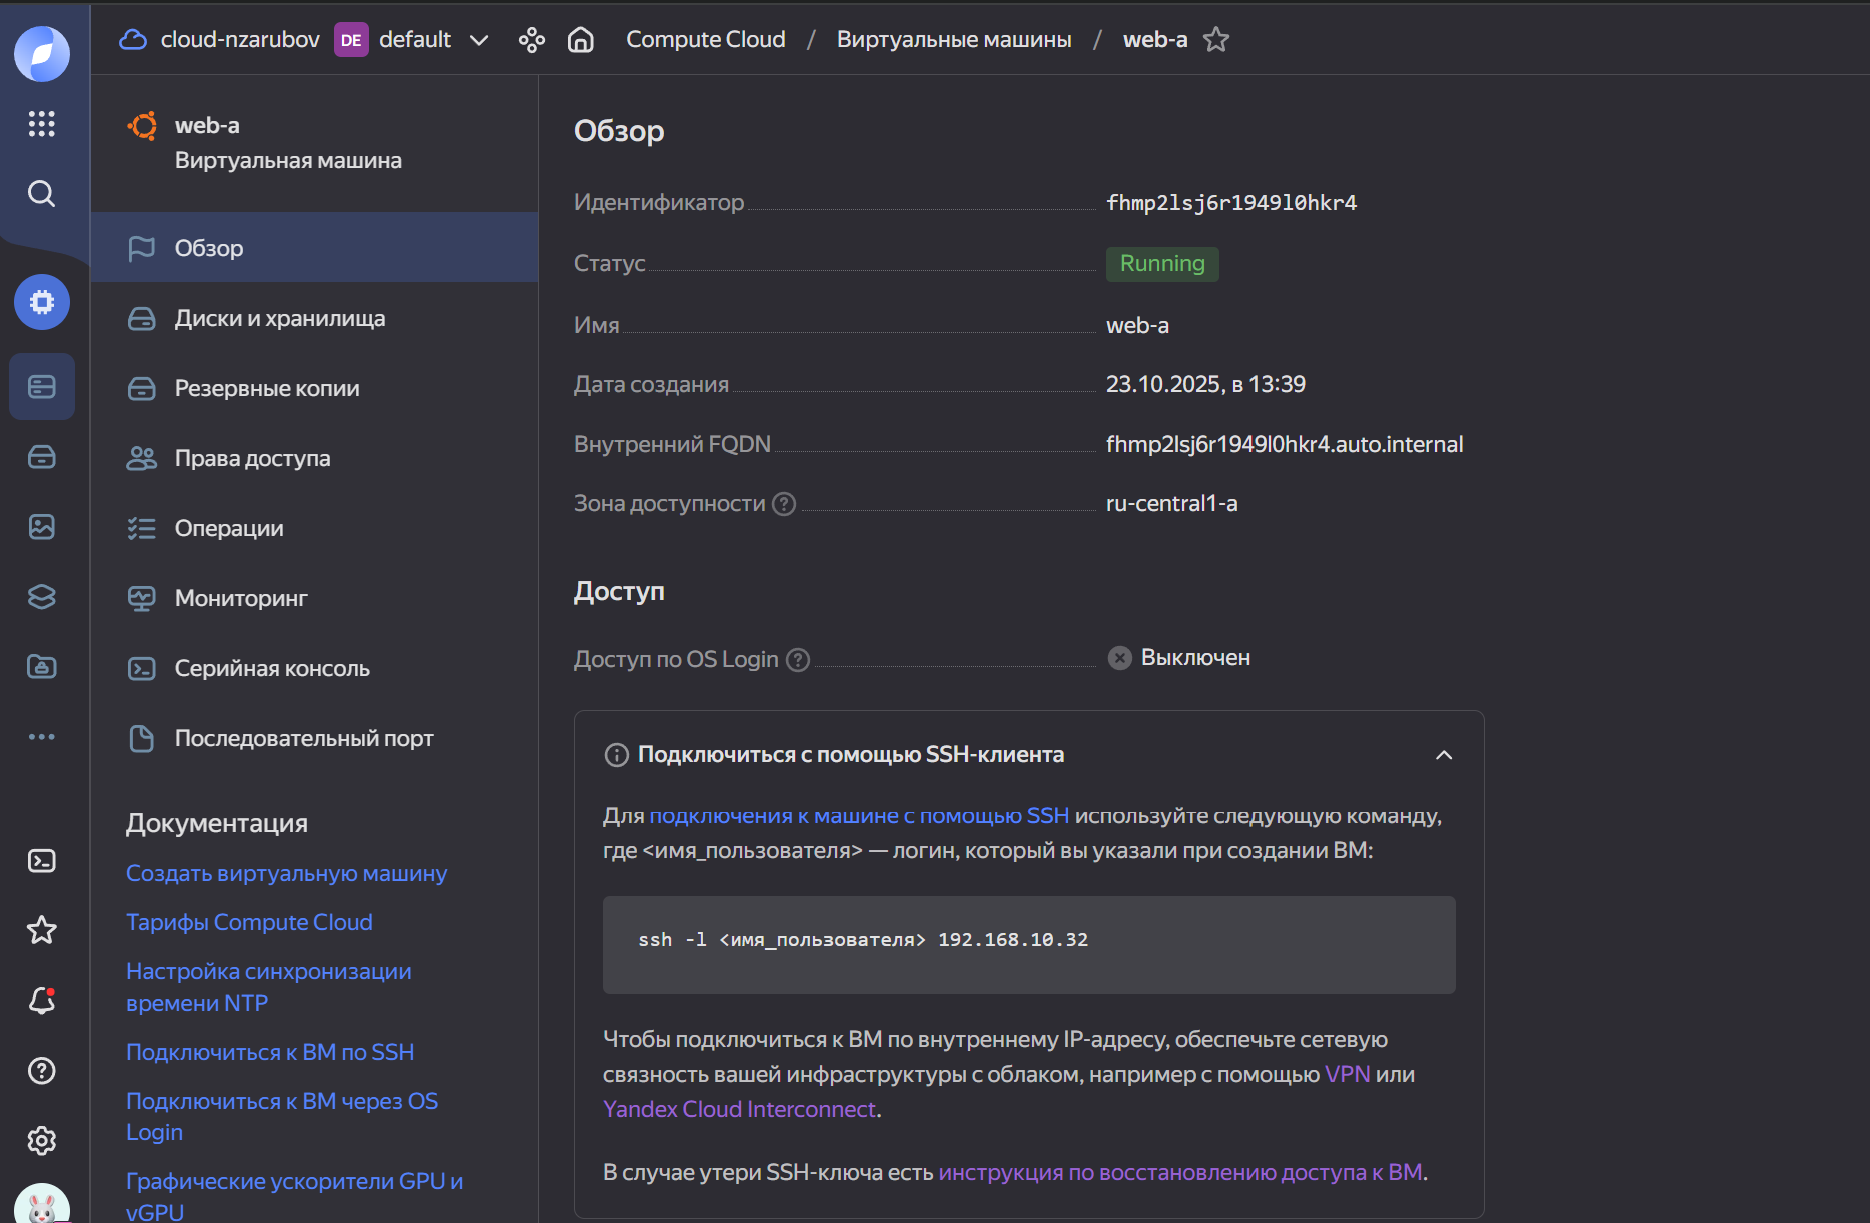 cloud-nzarubov DE default Compute Cloud / Виртуальные машины / web-a
web-a
Виртуальная машина
Обзор
Диски и хранилища
Резервные копии
Права доступа
Операции
Мониторинг
Серийная консоль
Последовательный порт
Документация
Создать виртуальную машину
Тарифы Compute Cloud
Настройка синхронизации
времени NTP
Подключиться к ВМ по SSH
Подключиться к ВМ через OS
Login
Графические ускорители GPU и
vGPU
Обзор
Идентификатор fhmp2lsj6r1949l0hkr4
Статус Running
Имя web-a
Дата создания 23.10.2025, в 13:39
Внутренний FQDN fhmp2lsj6r1949l0hkr4.auto.internal
Зона доступности ru-central1-a
Доступ
Доступ по OS Login Выключен
Подключиться с помощью SSH-клиента
Для подключения к машине с помощью SSH используйте следующую команду,
где <имя_пользователя> — логин, который вы указали при создании ВМ:
ssh -l <имя_пользователя> 192.168.10.32
Чтобы подключиться к ВМ по внутреннему IP-адресу, обеспечьте сетевую
связность вашей инфраструктуры с облаком, например с помощью VPN или
Yandex Cloud Interconnect.
В случае утери SSH-ключа есть инструкция по восстановлению доступа к ВМ.